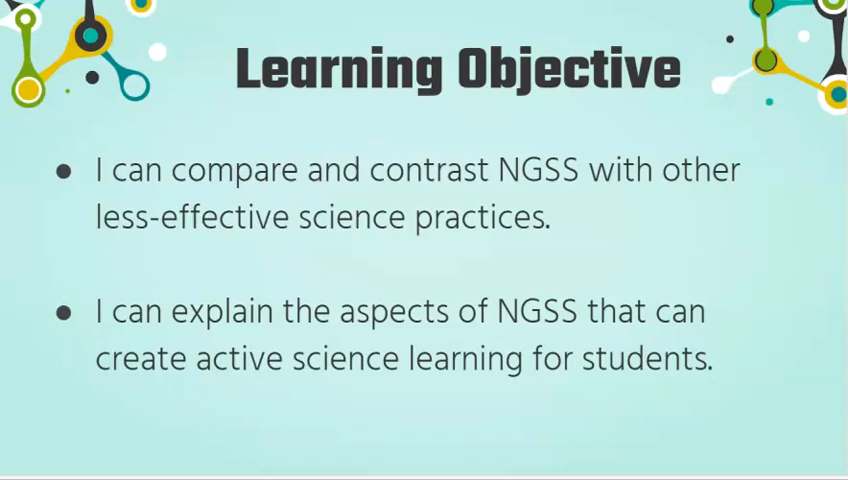 Learning Objective
● I can compare and contrast NGSS with other
less-effective science practices.
● I can explain the aspects of NGSS that can
create active science learning for students.